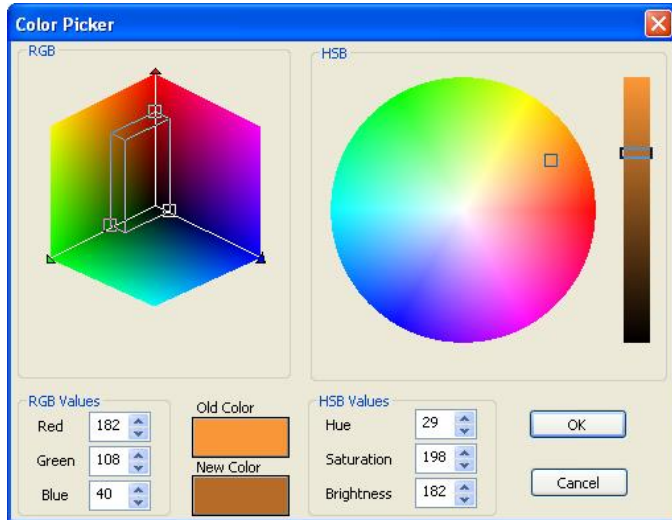 Color Picker
RGB
HSB
RGB Values
Red 182
Green 108
Blue 40
Old Color
New Color
HSB Values
Hue 29
Saturation 198
Brightness 182
OK
Cancel